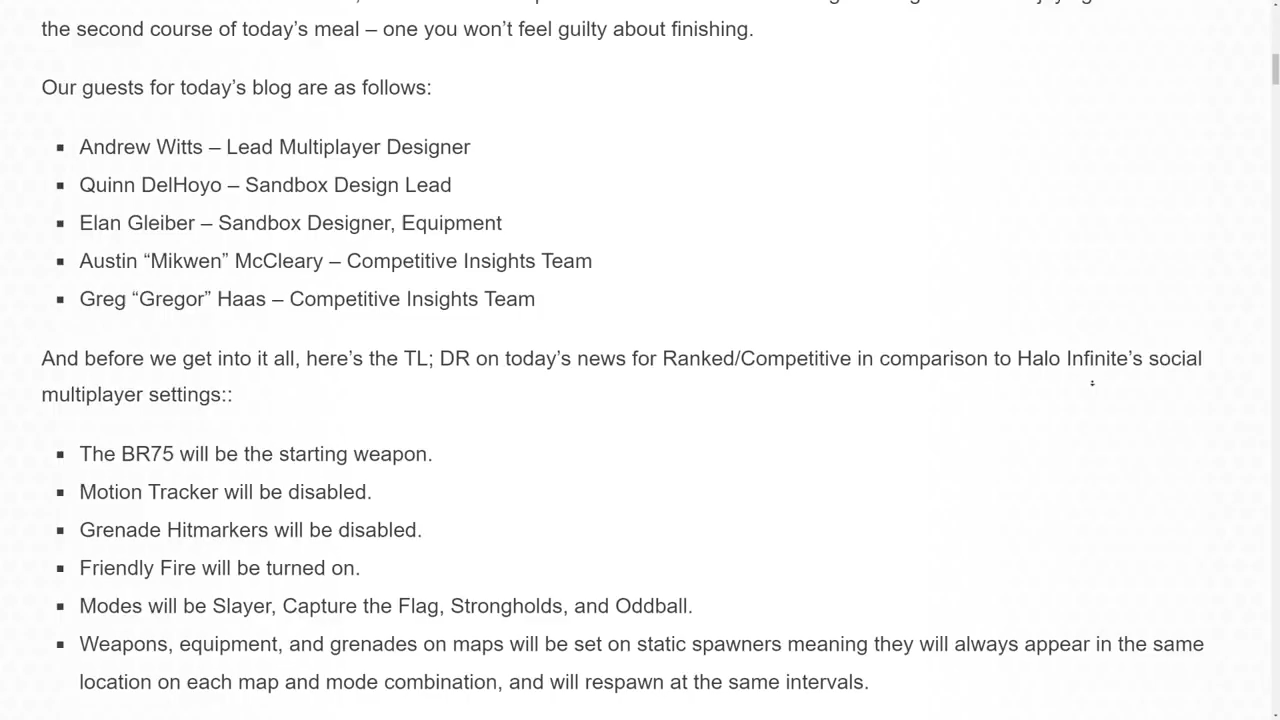 the second course of today’s meal – one you won’t feel guilty about finishing.
Our guests for today’s blog are as follows:
Andrew Witts – Lead Multiplayer Designer
Quinn DelHoyo – Sandbox Design Lead
Elan Gleiber – Sandbox Designer, Equipment
Austin “Mikwen” McCleary – Competitive Insights Team
Greg “Gregor” Haas – Competitive Insights Team
And before we get into it all, here’s the TL; DR on today’s news for Ranked/Competitive in comparison to Halo Infinite’s social
multiplayer settings::
The BR75 will be the starting weapon.
Motion Tracker will be disabled.
Grenade Hitmarkers will be disabled.
Friendly Fire will be turned on.
Modes will be Slayer, Capture the Flag, Strongholds, and Oddball.
Weapons, equipment, and grenades on maps will be set on static spawners meaning they will always appear in the same
location on each map and mode combination, and will respawn at the same intervals.